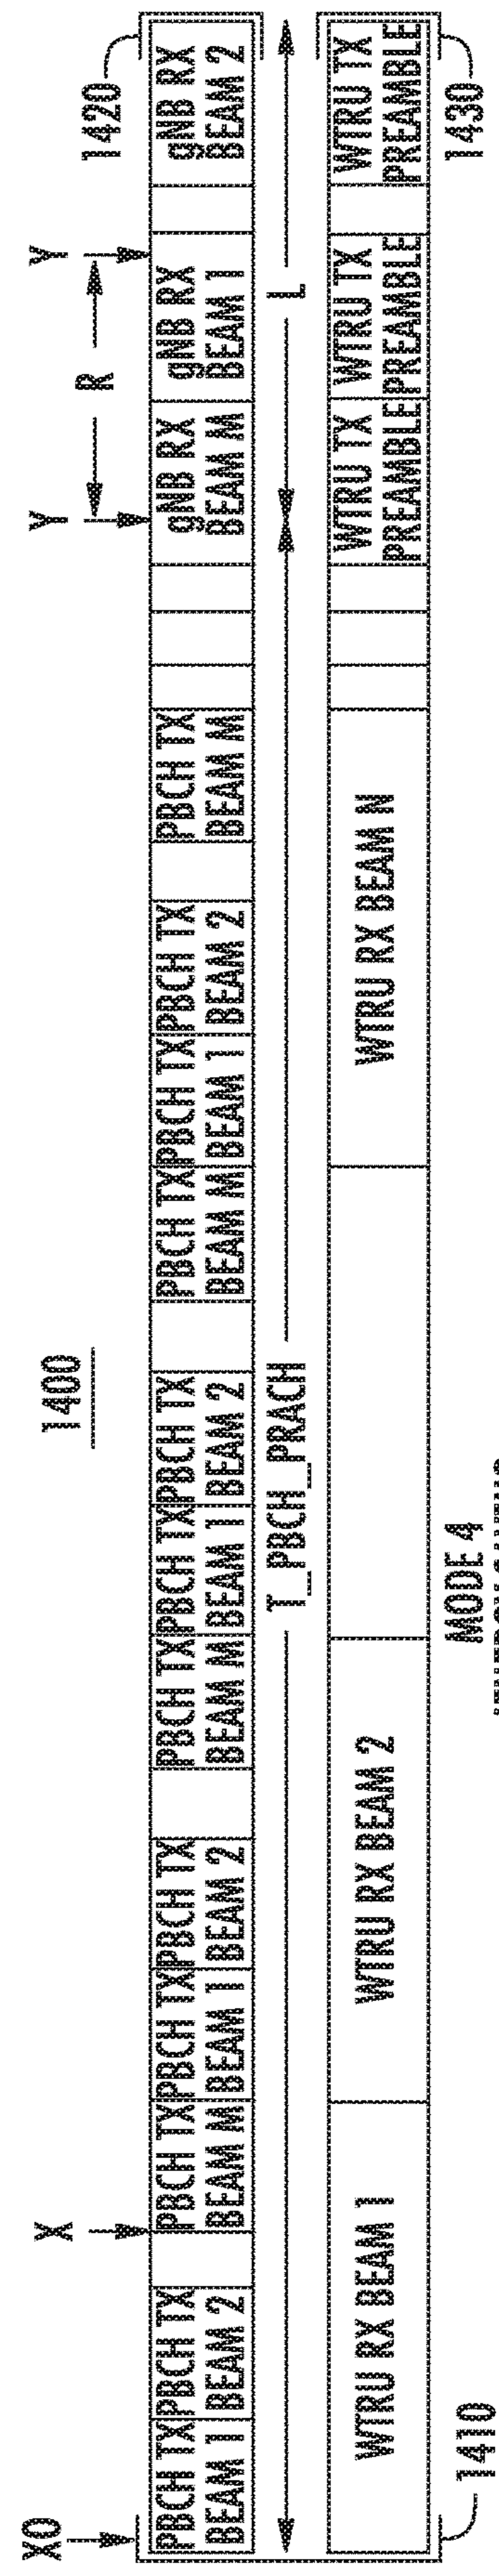 1400
X0
X
Y
R
Y
1420
PBCH TX
BEAM 1
PBCH TX
BEAM 2
PBCH TX
BEAM M
PBCH TX
BEAM 1
PBCH TX
BEAM 2
PBCH TX
BEAM M
PBCH TX
BEAM 1
PBCH TX
BEAM 2
PBCH TX
BEAM M
PBCH TX
BEAM 1
PBCH TX
BEAM 2
PBCH TX
BEAM M
gNB RX
BEAM M
gNB RX
BEAM 1
gNB RX
BEAM 2
T_PBCH_PRACH
L
WTRU RX BEAM 1
WTRU RX BEAM 2
WTRU RX BEAM N
WTRU TX
PREAMBLE
WTRU TX
PREAMBLE
WTRU TX
PREAMBLE
1410
1430
MODE 4